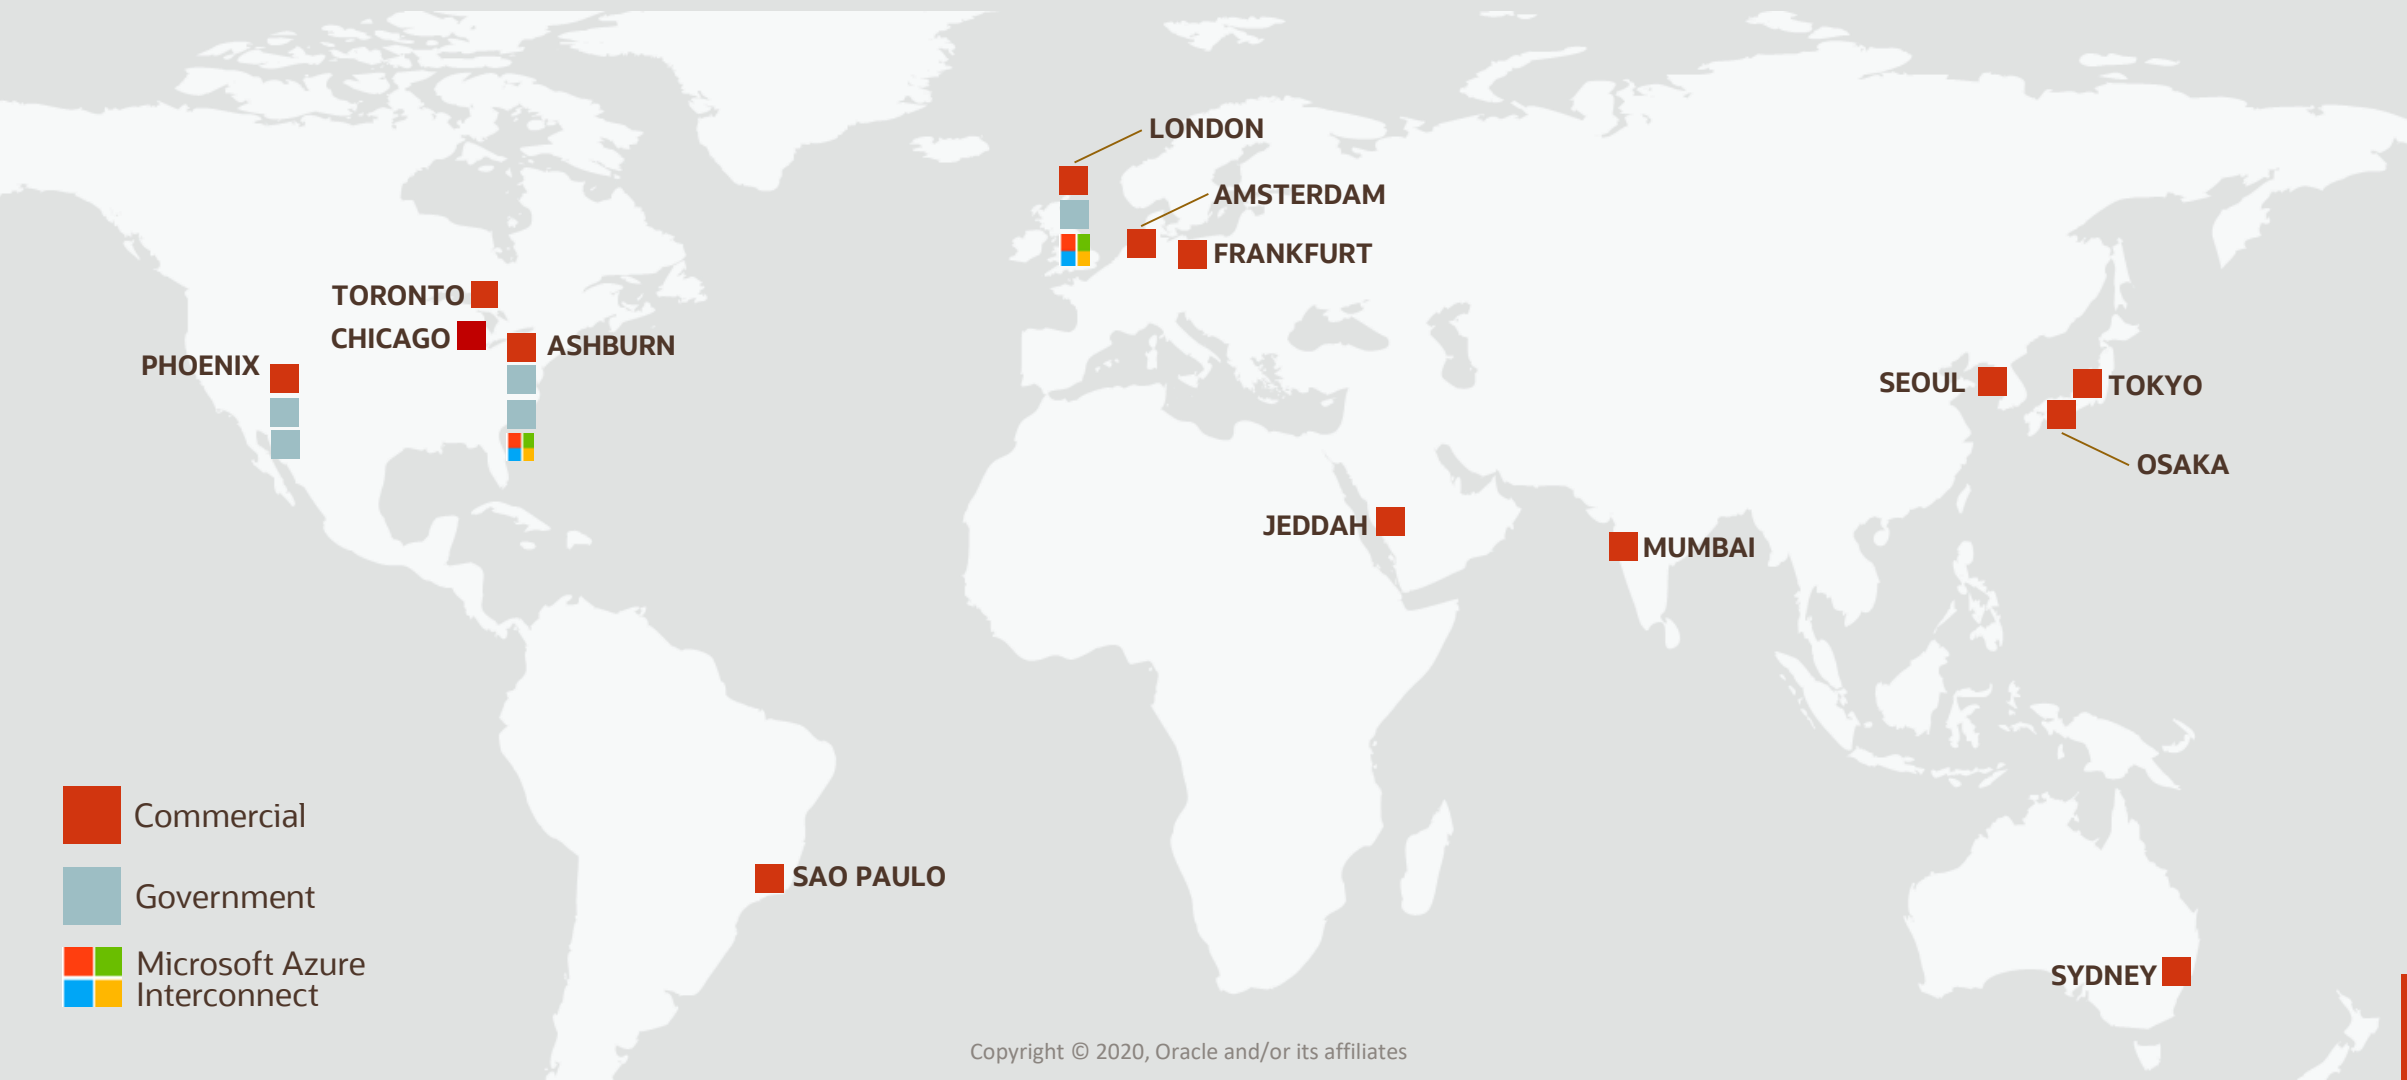 LONDON
AMSTERDAM
FRANKFURT
TORONTO
CHICAGO
ASHBURN
PHOENIX
SEOUL
TOKYO
OSAKA
JEDDAH
MUMBAI
SAO PAULO
SYDNEY
Commercial
Government
Microsoft Azure
Interconnect
Copyright © 2020, Oracle and/or its affiliates